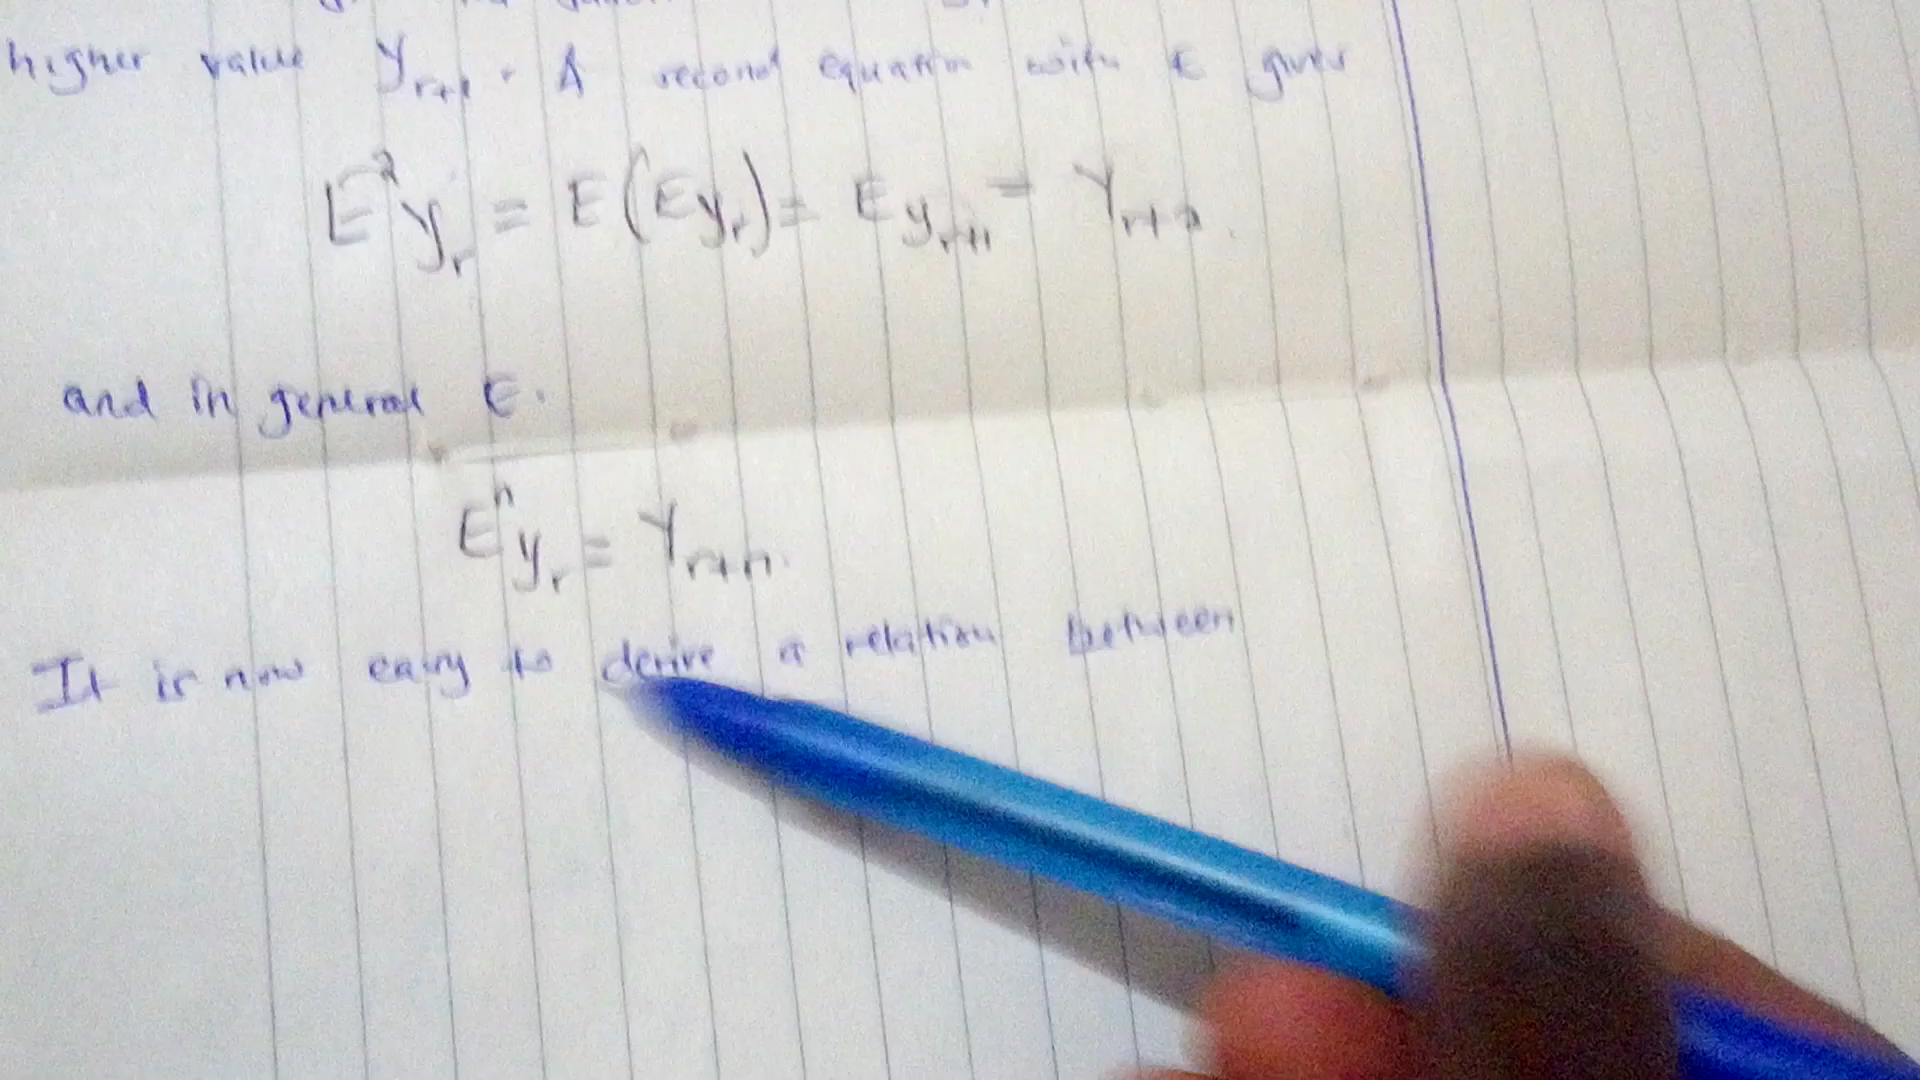 higher value y_{r+1}. A second equation with E gives
E²y_r = E(Ey_r) = Ey_{r+1} = y_{r+2}.
and in general E.
Eⁿy_r = y_{r+n}.
It is now easy to derive a relation between